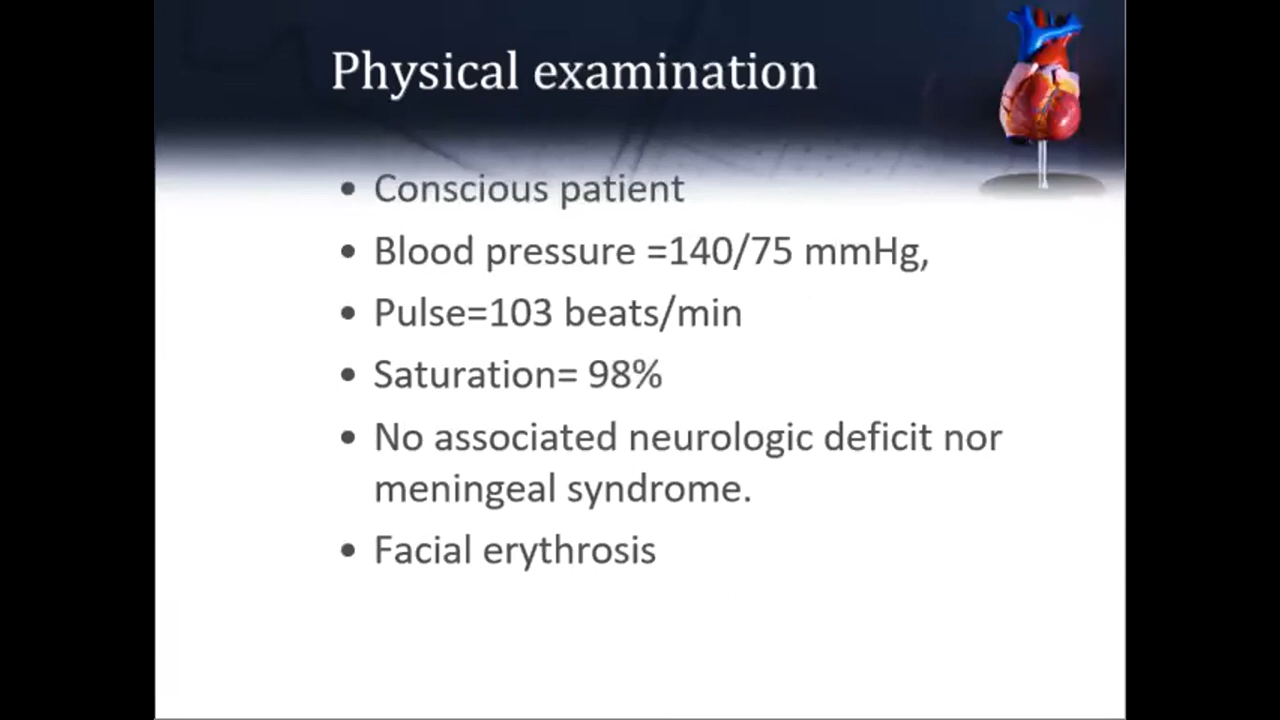 Physical examination
• Conscious patient
• Blood pressure =140/75 mmHg,
• Pulse=103 beats/min
• Saturation= 98%
• No associated neurologic deficit nor
meningeal syndrome.
• Facial erythrosis